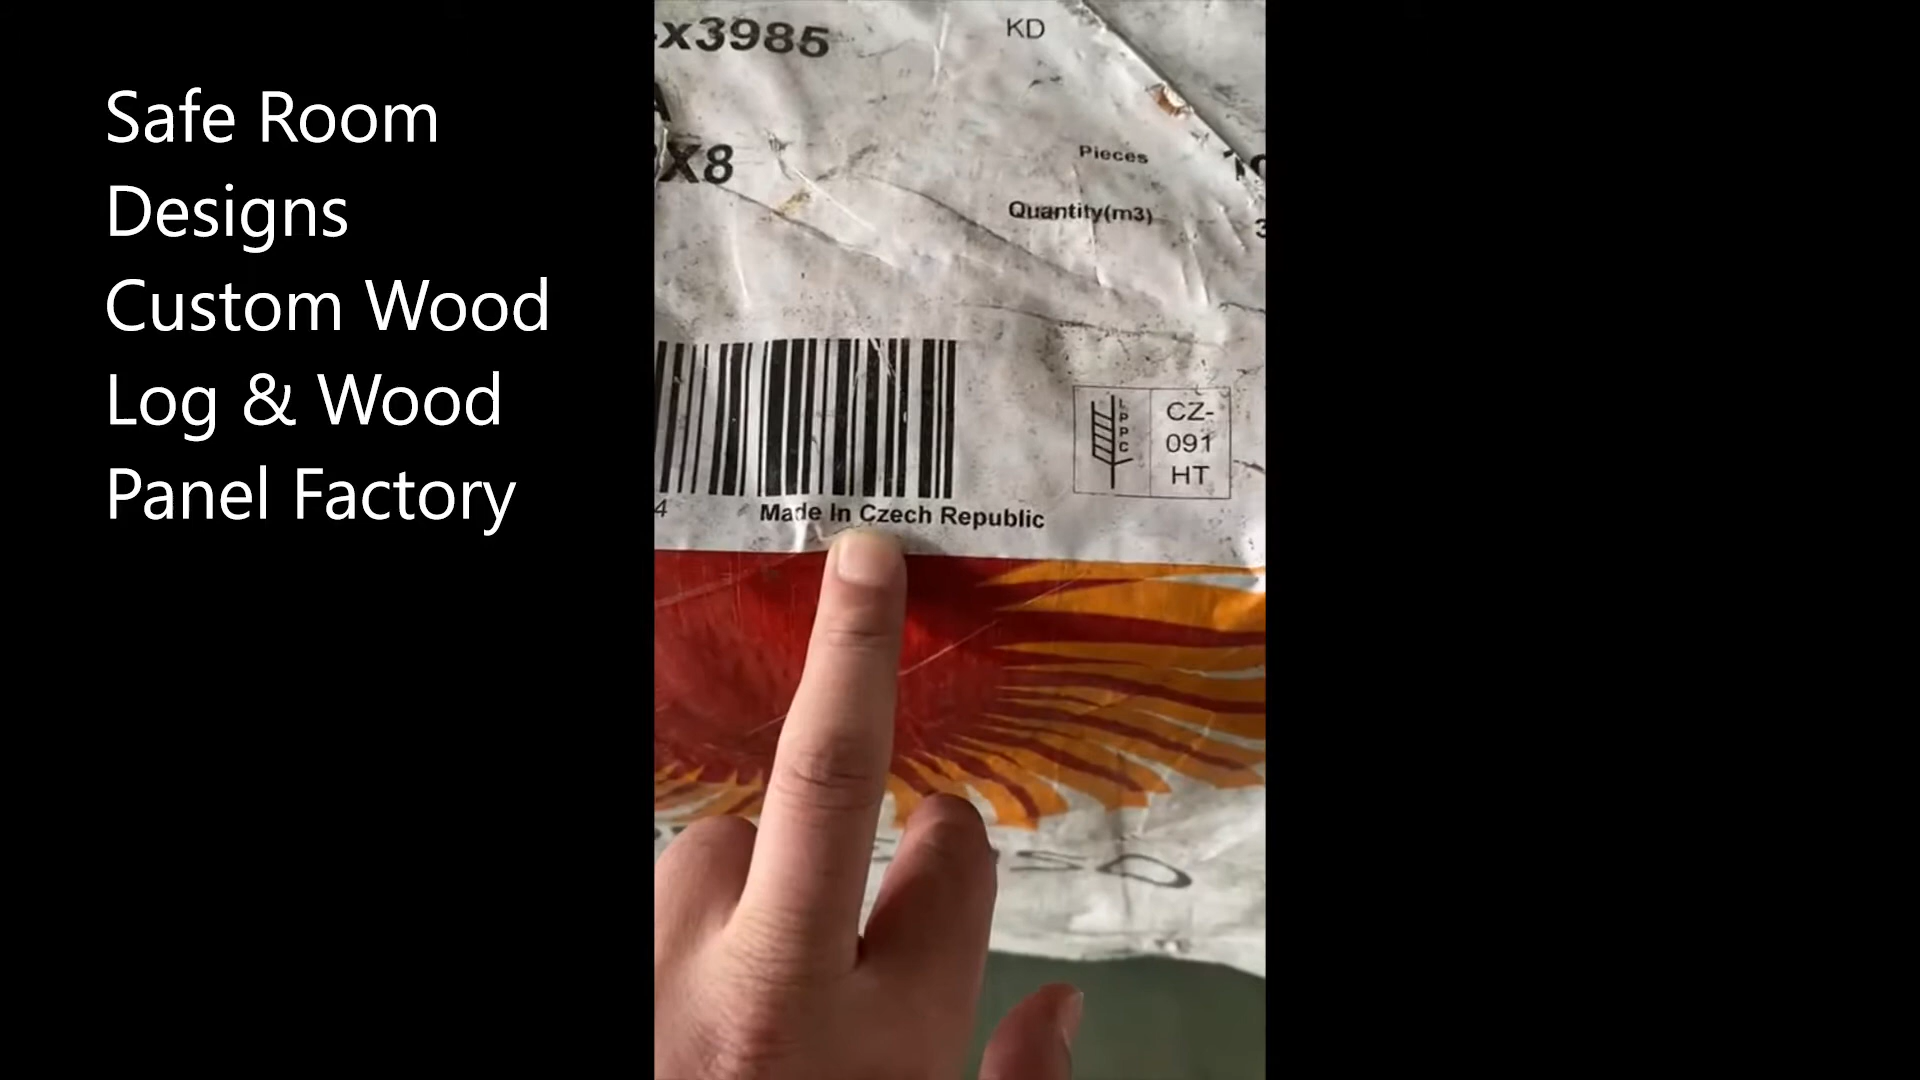 Safe Room
Designs
Custom Wood
Log & Wood
Panel Factory
x3985
KD
X8
Pieces
Quantity(m3)
IPPC
CZ-
091
HT
4
Made In Czech Republic